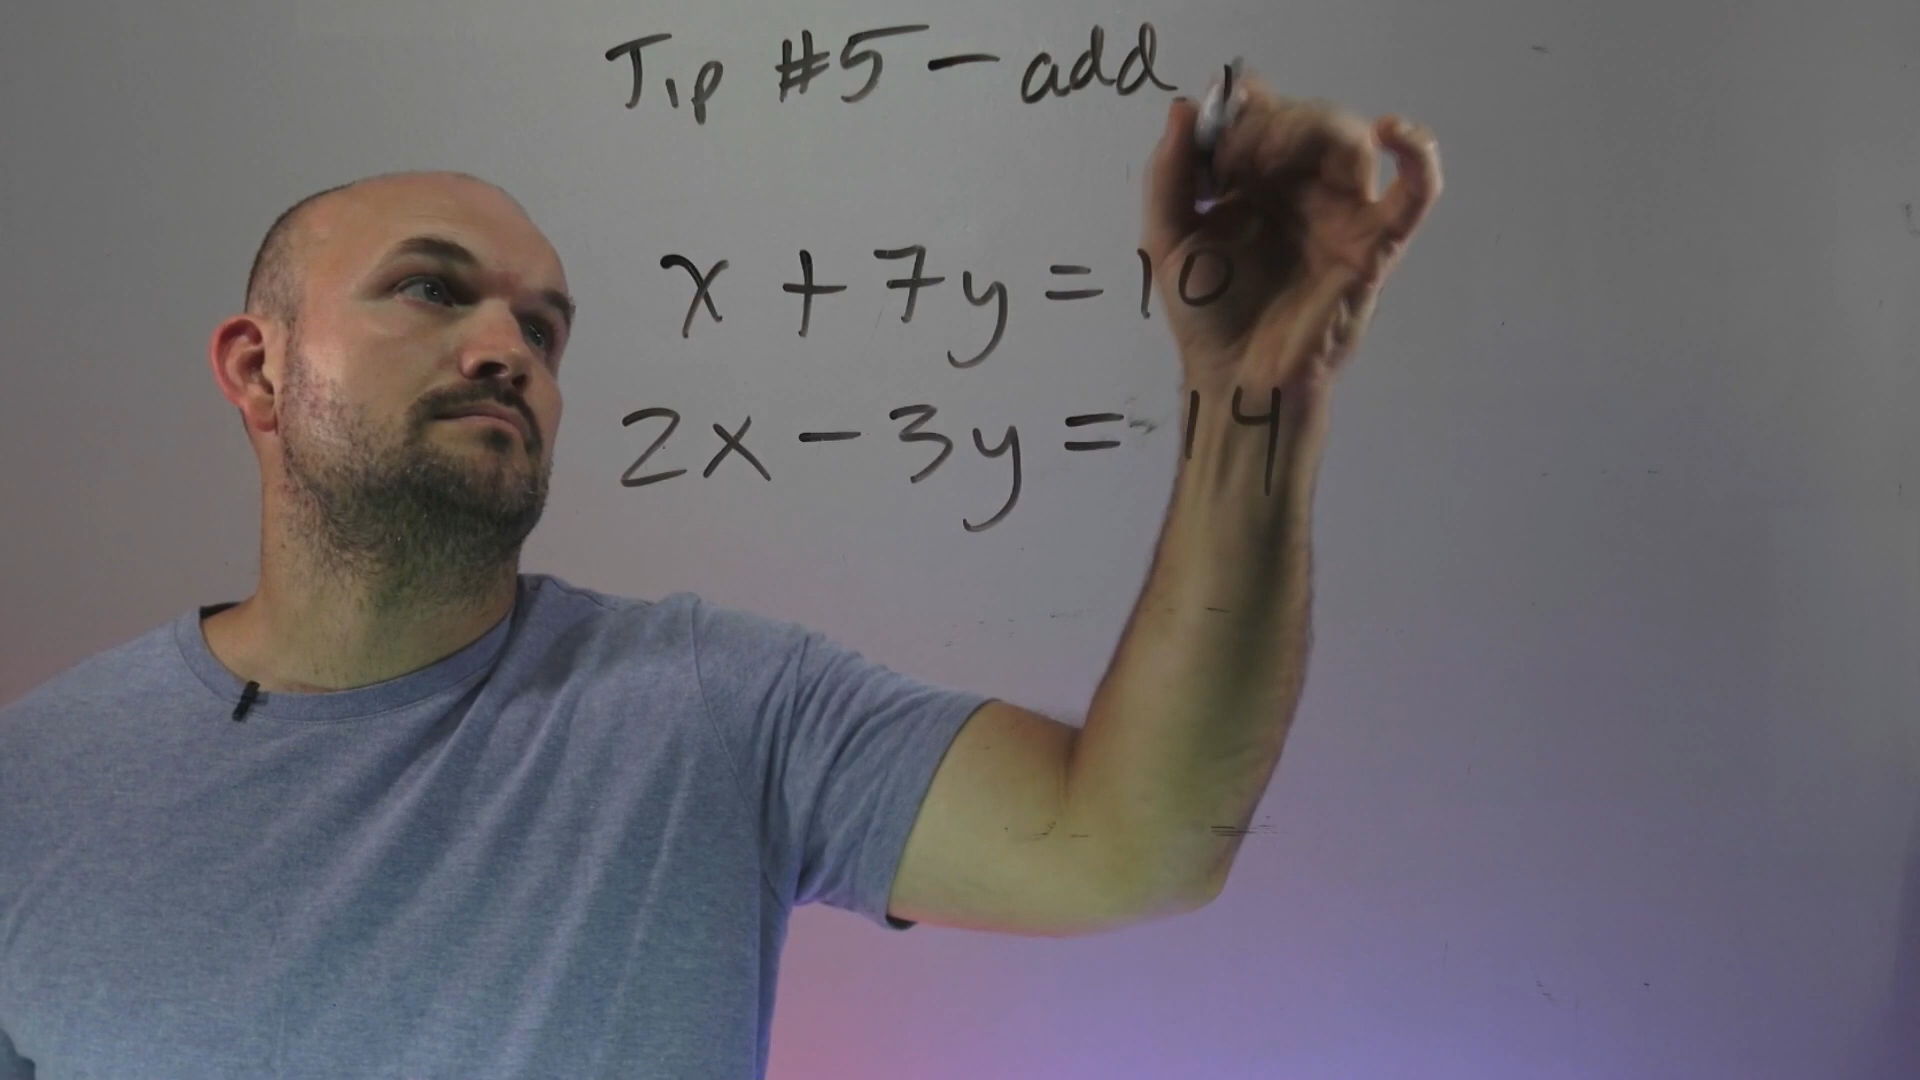 Tip #5 - add
x + 7y = 10
2x - 3y = 14